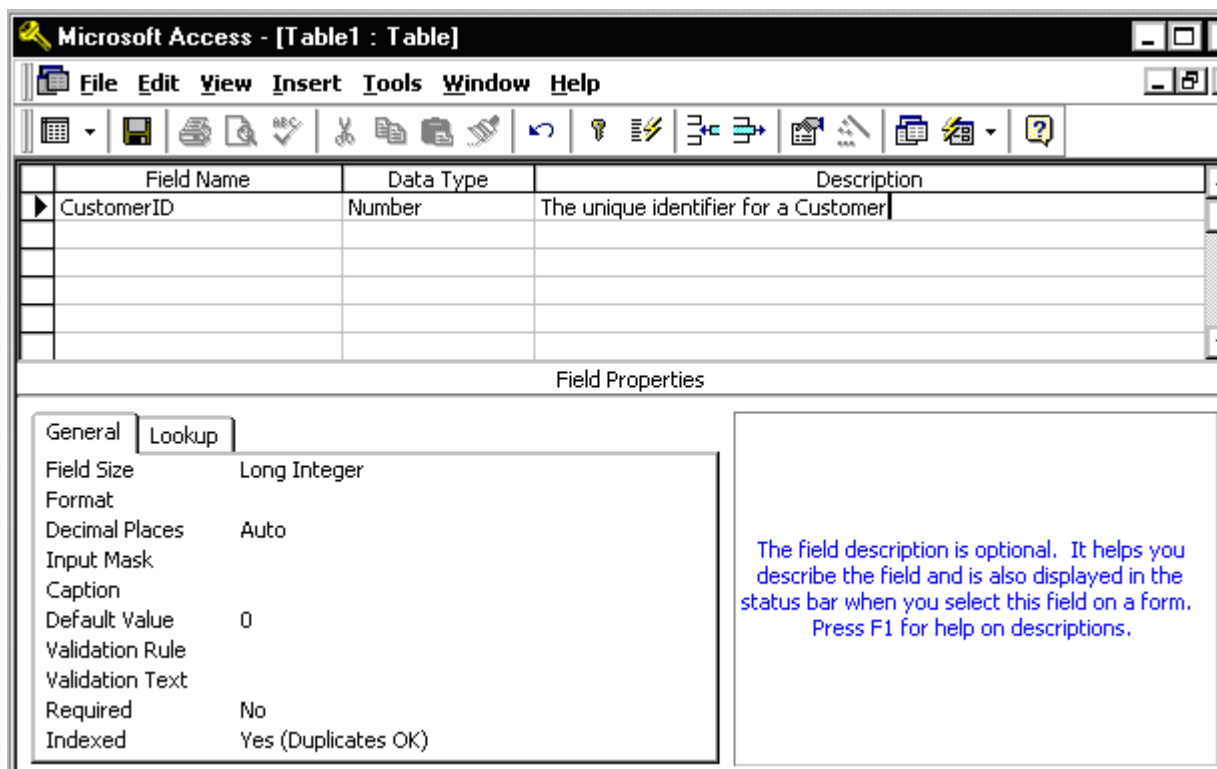 Microsoft Access - [Table1 : Table]
File Edit View Insert Tools Window Help
ABC
Field Name Data Type Description
CustomerID Number The unique identifier for a Customer
Field Properties
General Lookup
Field Size Long Integer
Format
Decimal Places Auto
Input Mask
Caption
Default Value 0
Validation Rule
Validation Text
Required No
Indexed Yes (Duplicates OK)
The field description is optional.  It helps you
describe the field and is also displayed in the
status bar when you select this field on a form.
Press F1 for help on descriptions.